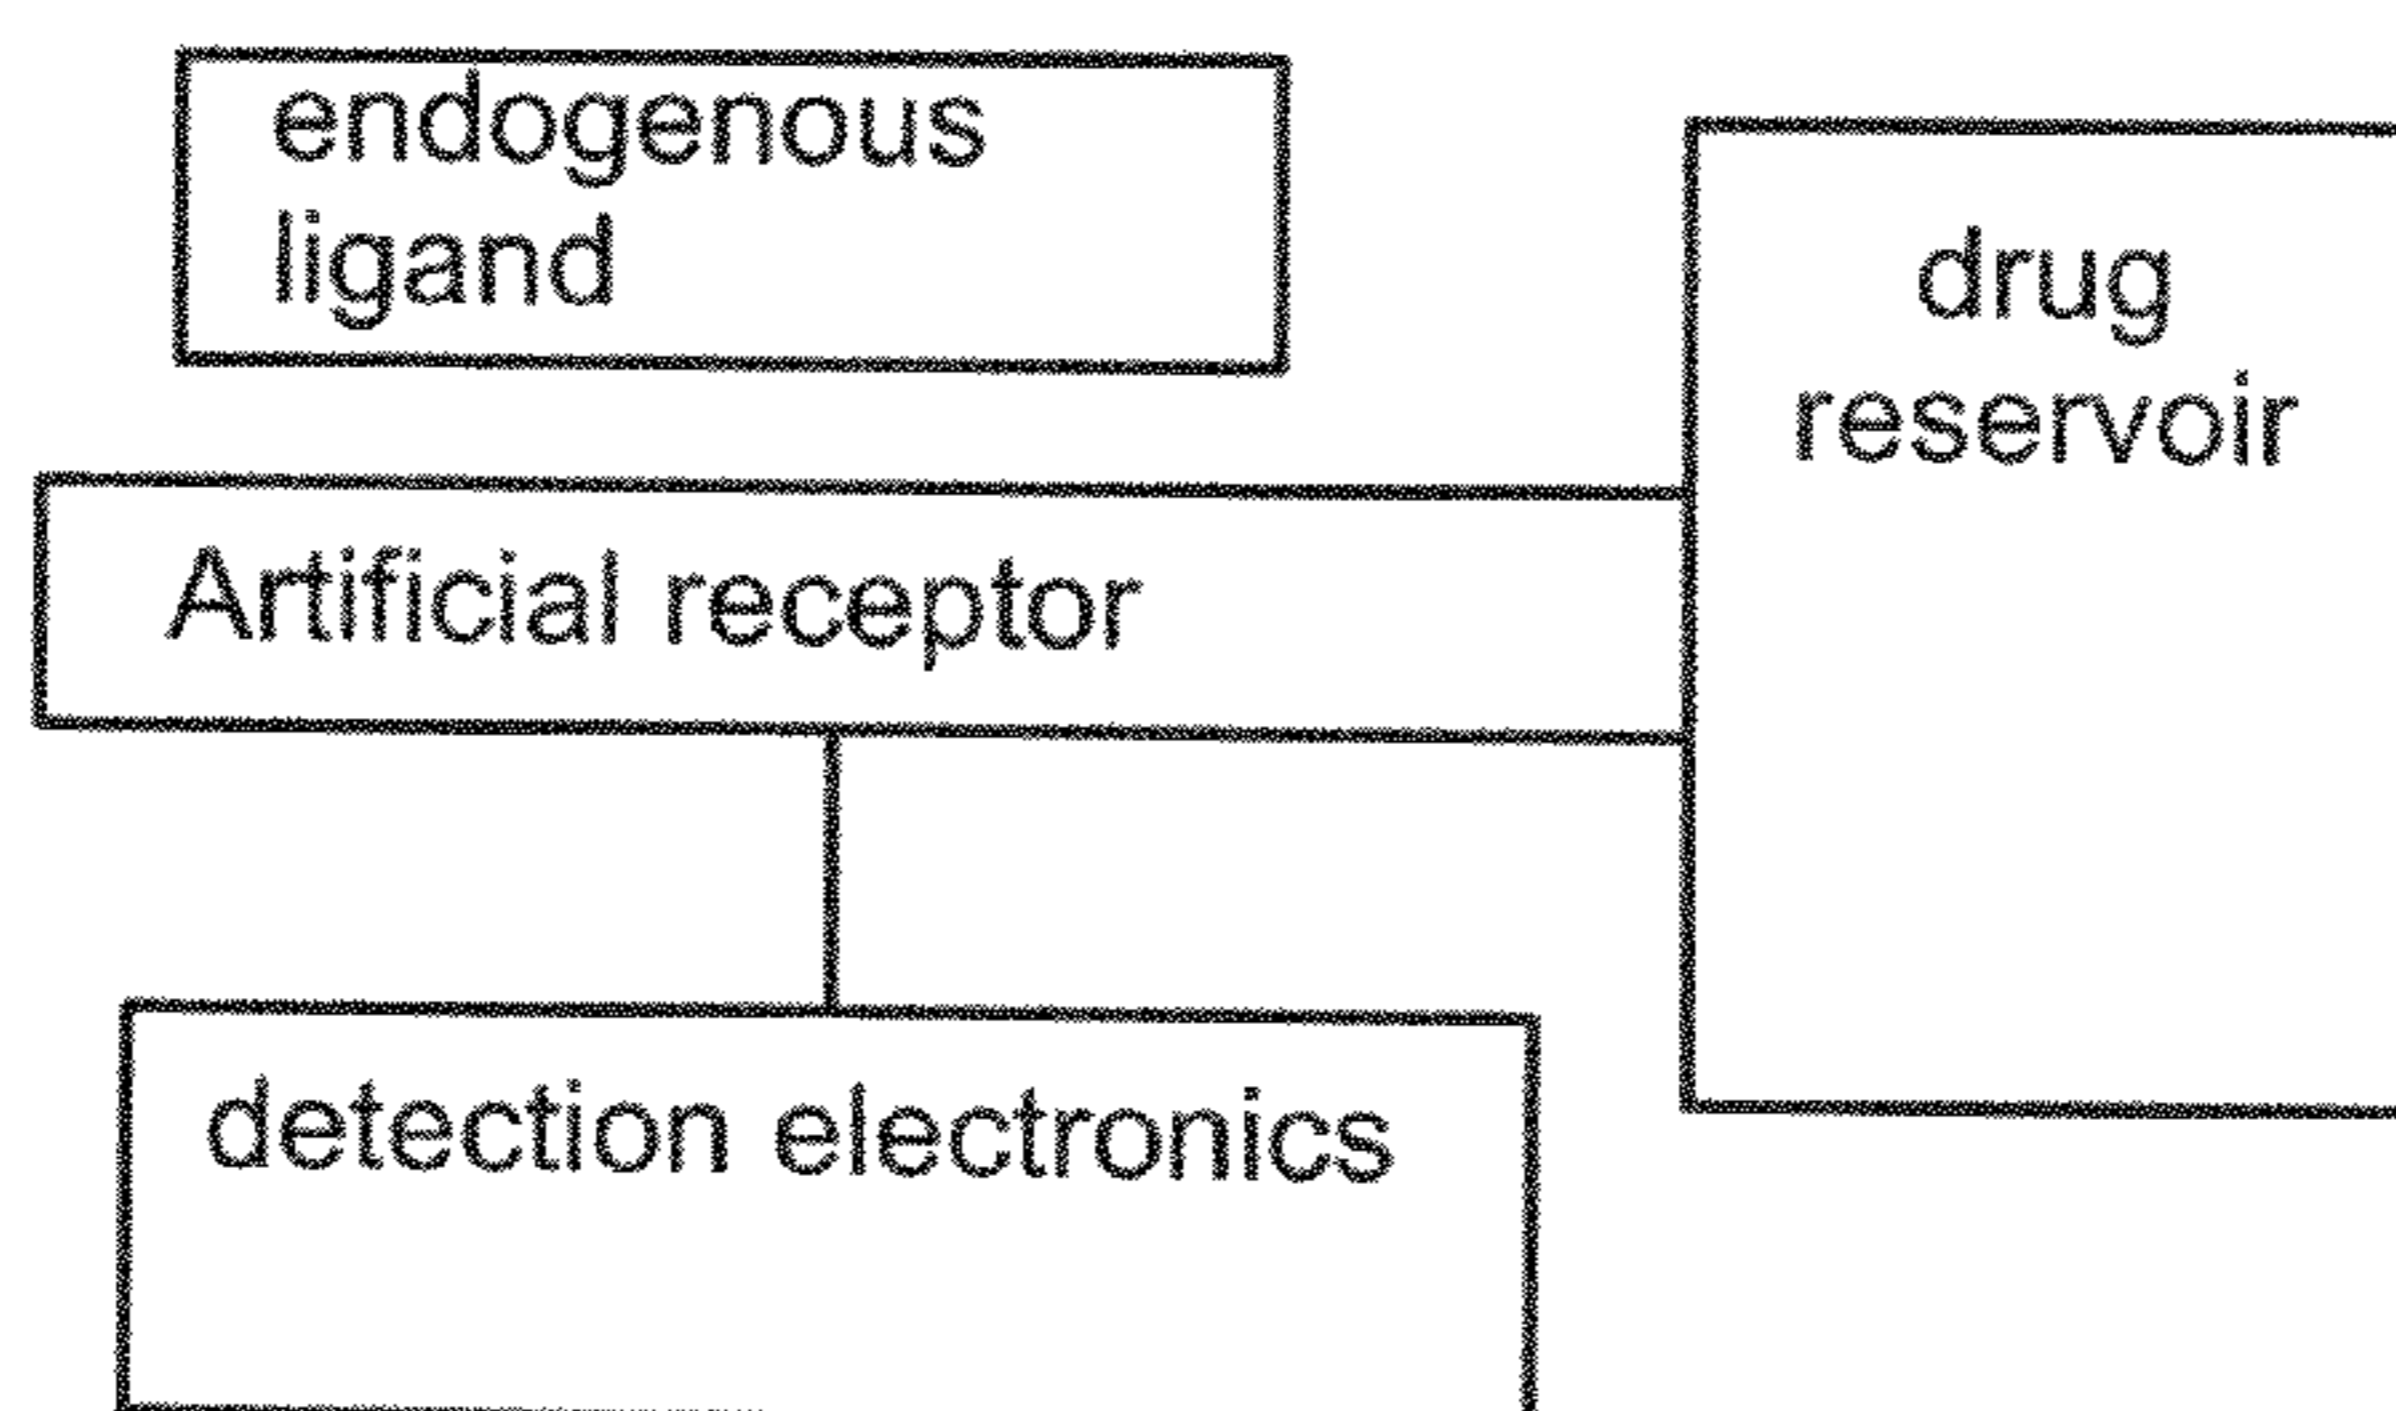 endogenous
ligand
drug
reservoir
Artificial receptor
detection electronics